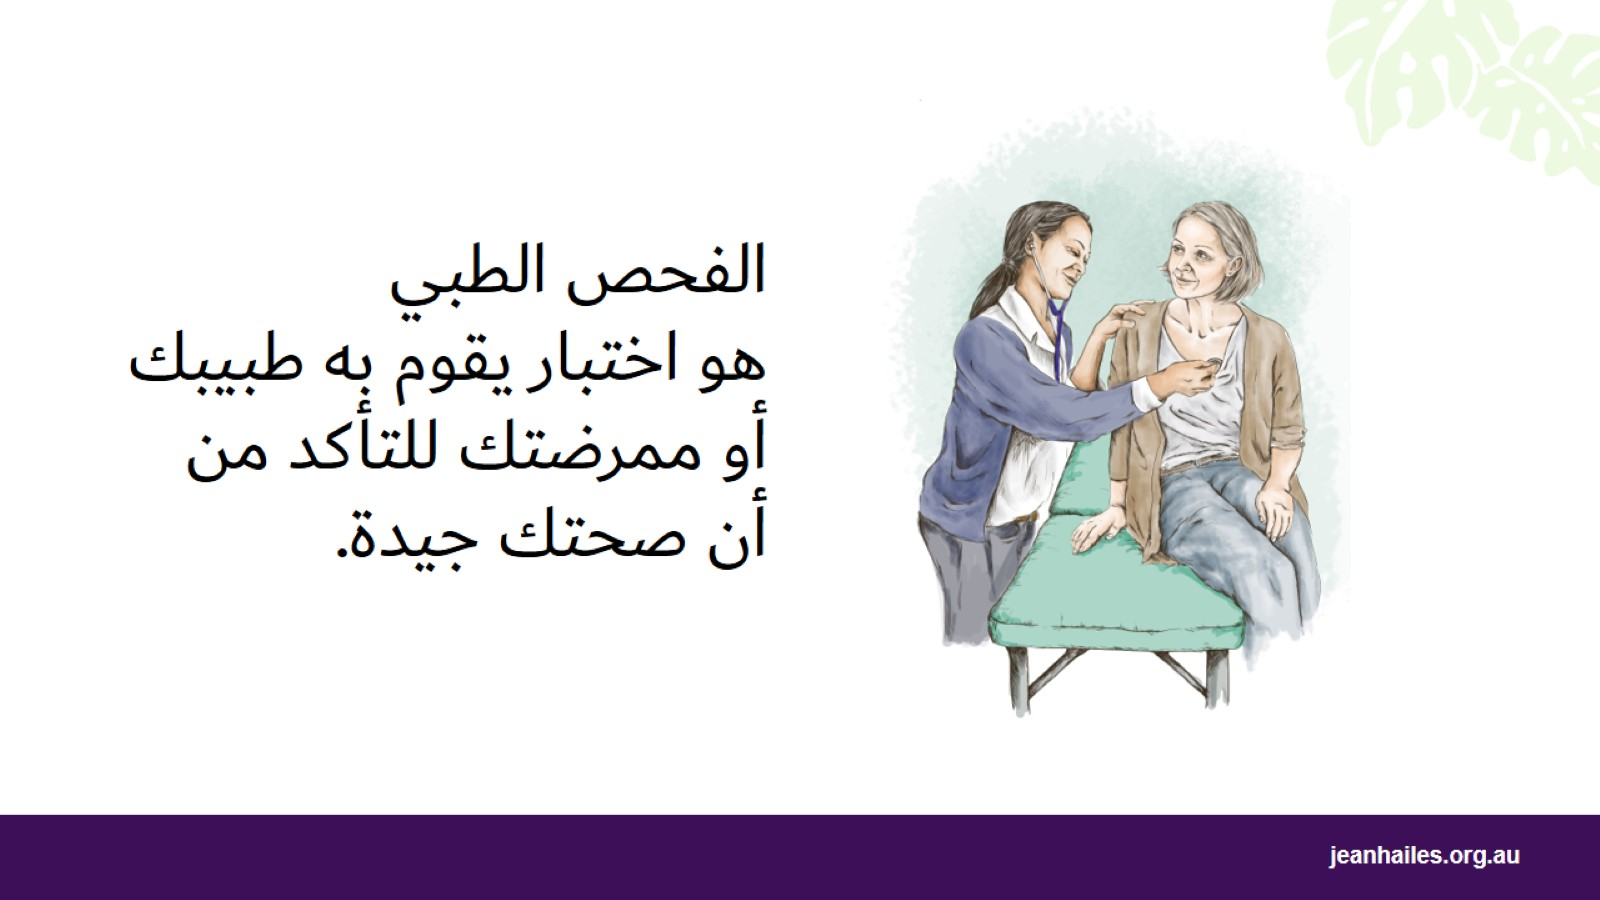 الفحص الطبي
هو اختبار يقوم به طبيبك
أو ممرضتك للتأكد من
أن صحتك جيدة.
jeanhailes.org.au